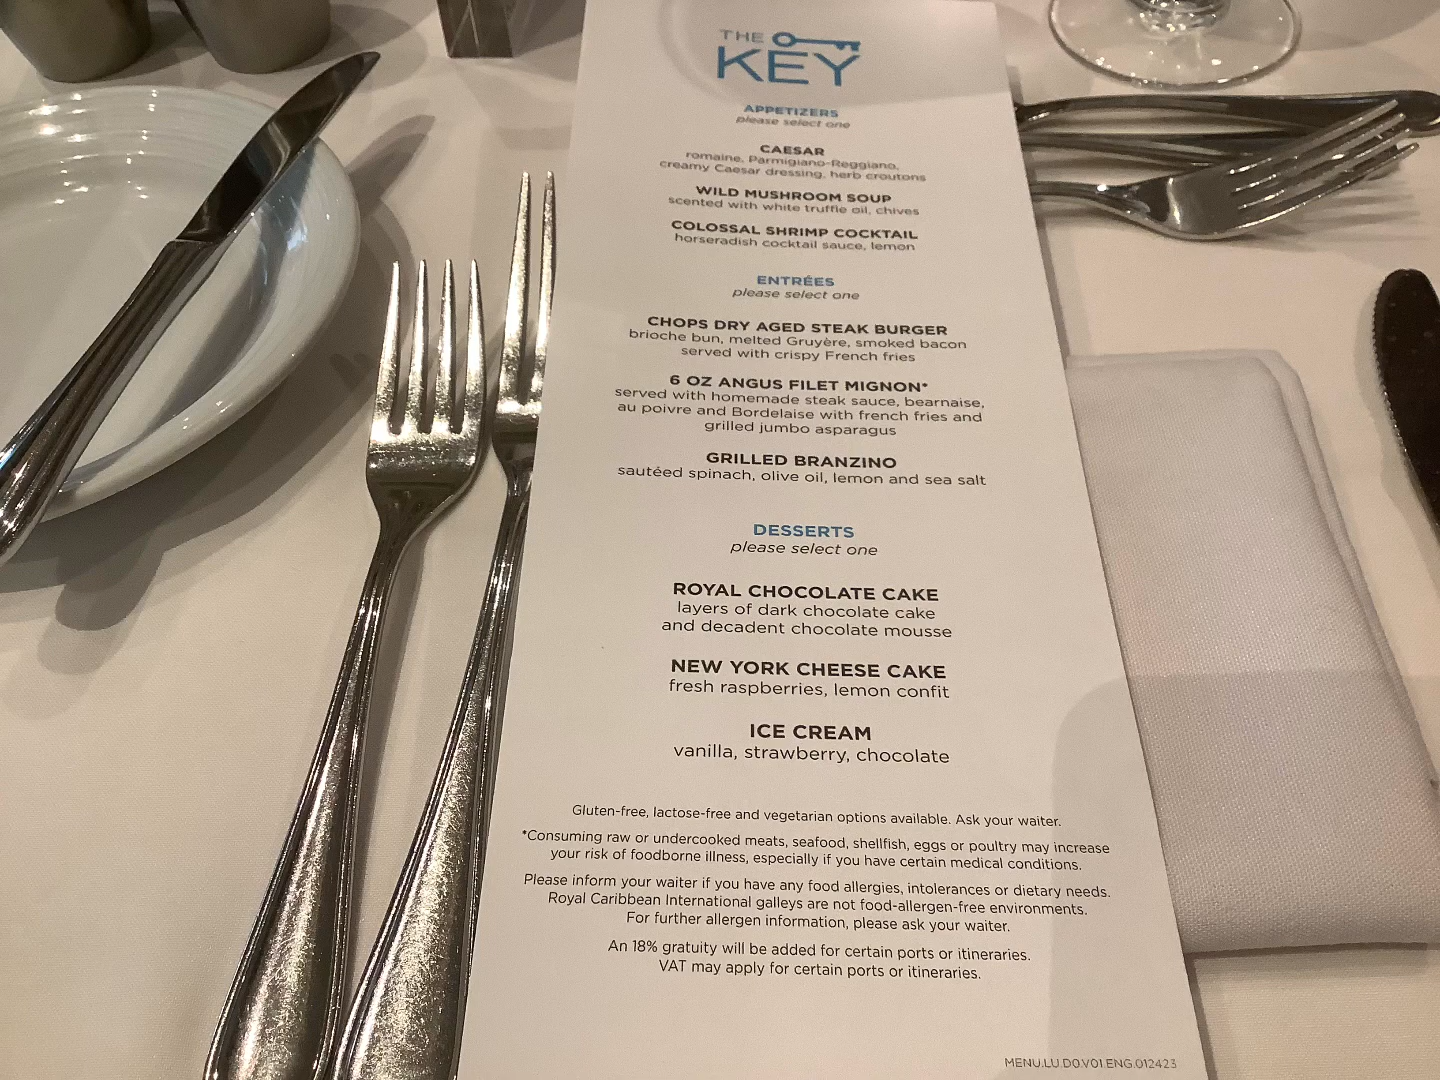 THE
KEY
APPETIZERS
please select one
CAESAR
romaine, Parmigiano-Reggiano,
creamy Caesar dressing, herb croutons
WILD MUSHROOM SOUP
scented with white truffle oil, chives
COLOSSAL SHRIMP COCKTAIL
horseradish cocktail sauce, lemon
ENTRÉES
please select one
CHOPS DRY AGED STEAK BURGER
brioche bun, melted Gruyère, smoked bacon
served with crispy French fries
6 OZ ANGUS FILET MIGNON*
served with homemade steak sauce, bearnaise,
au poivre and Bordelaise with french fries and
grilled jumbo asparagus
GRILLED BRANZINO
sautéed spinach, olive oil, lemon and sea salt
DESSERTS
please select one
ROYAL CHOCOLATE CAKE
layers of dark chocolate cake
and decadent chocolate mousse
NEW YORK CHEESE CAKE
fresh raspberries, lemon confit
ICE CREAM
vanilla, strawberry, chocolate
Gluten-free, lactose-free and vegetarian options available. Ask your waiter.
*Consuming raw or undercooked meats, seafood, shellfish, eggs or poultry may increase
your risk of foodborne illness, especially if you have certain medical conditions.
Please inform your waiter if you have any food allergies, intolerances or dietary needs.
Royal Caribbean International galleys are not food-allergen-free environments.
For further allergen information, please ask your waiter.
An 18% gratuity will be added for certain ports or itineraries.
VAT may apply for certain ports or itineraries.
MENU.LU.DO.VO1.ENG.012423